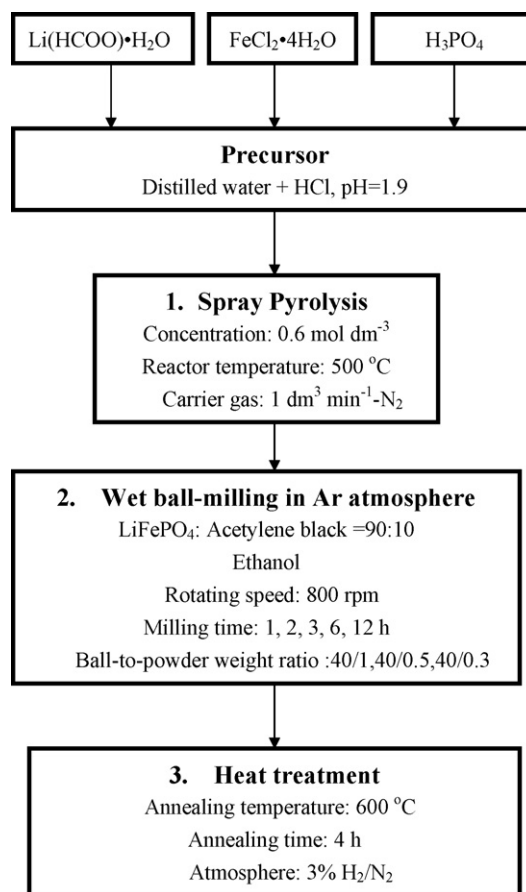 Li(HCOO)•H₂O
FeCl₂•4H₂O
H₃PO₄
Precursor
Distilled water + HCl, pH=1.9
1. Spray Pyrolysis
Concentration: 0.6 mol dm⁻³
Reactor temperature: 500 °C
Carrier gas: 1 dm³ min⁻¹-N₂
2. Wet ball-milling in Ar atmosphere
LiFePO₄: Acetylene black =90:10
Ethanol
Rotating speed: 800 rpm
Milling time: 1, 2, 3, 6, 12 h
Ball-to-powder weight ratio :40/1,40/0.5,40/0.3
3. Heat treatment
Annealing temperature: 600 °C
Annealing time: 4 h
Atmosphere: 3% H₂/N₂